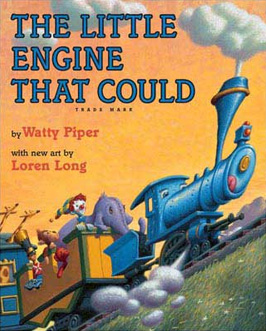 THE LITTLE
ENGINE
THAT COULD
TRADE MARK
by Watty Piper
with new art by
Loren Long